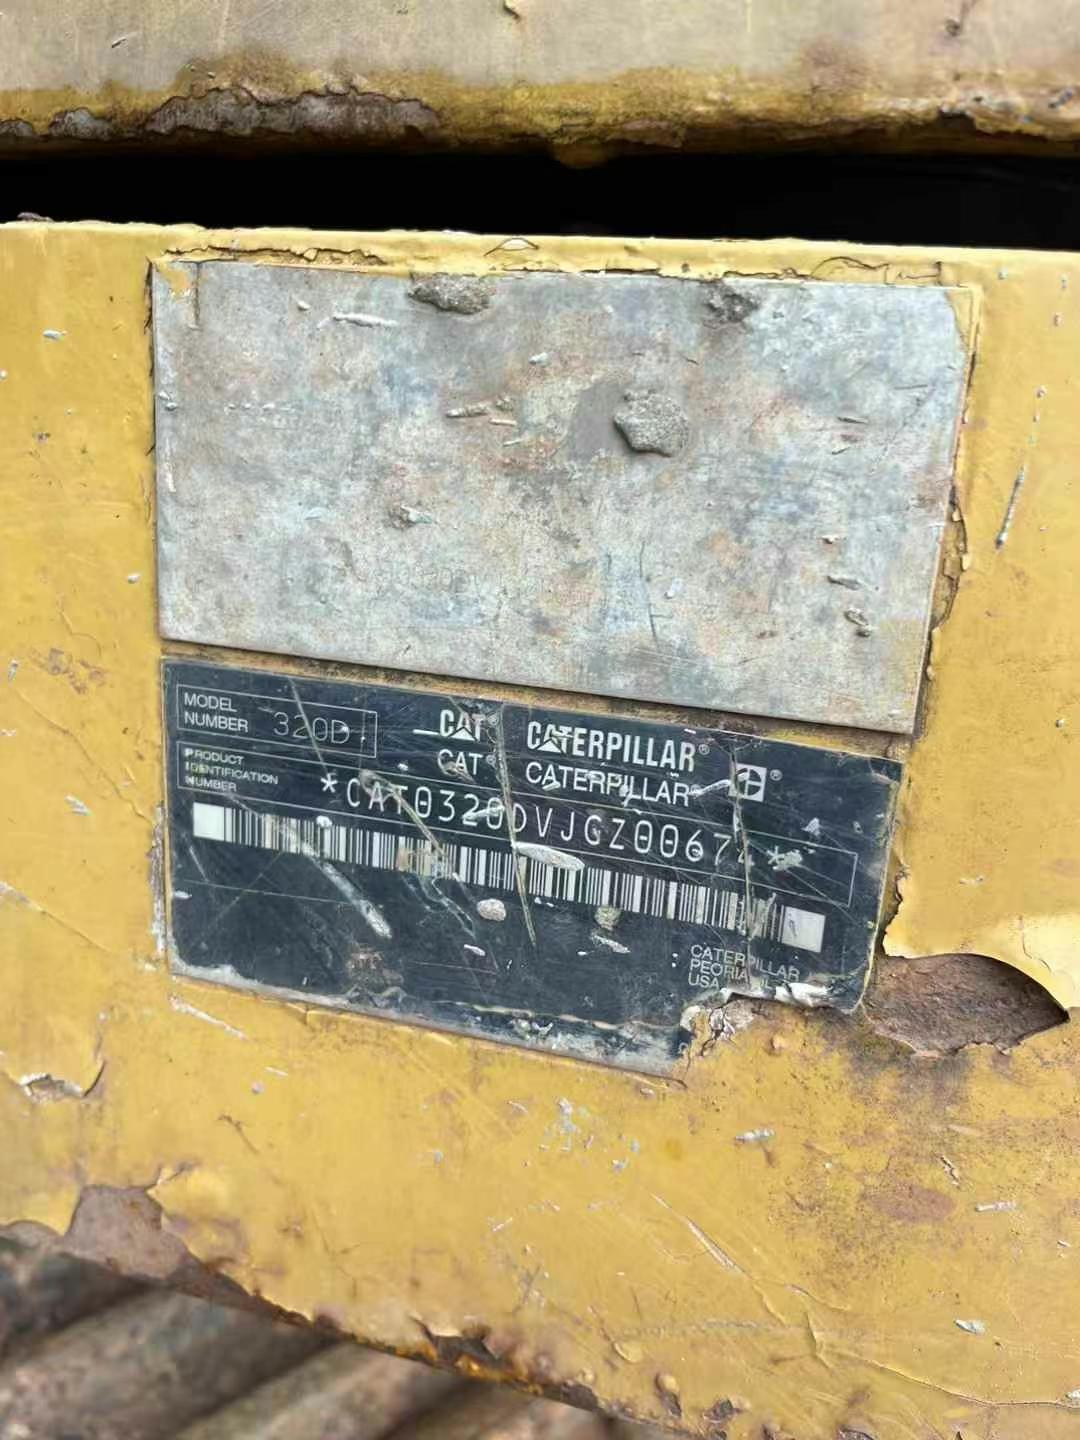 MODEL NUMBER 320D
CAT® CATERPILLAR®
CAT® CATERPILLAR® ®
PRODUCT IDENTIFICATION NUMBER
*CAT0320DVJGZ0067
CATERPILLAR
PEORIA
USA